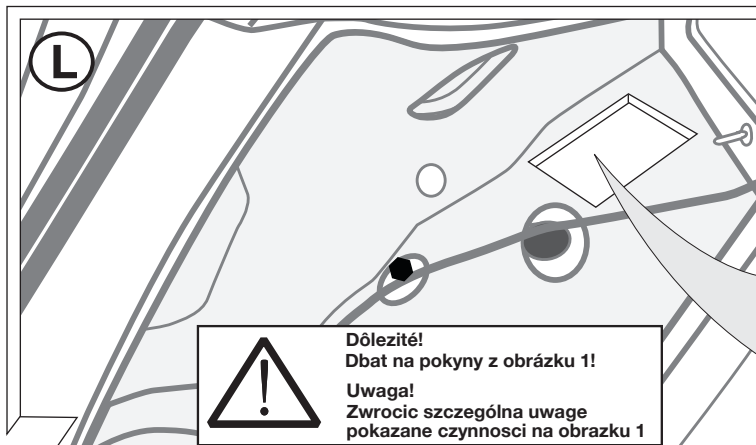 L
Dôlezité!
Dbat na pokyny z obrázku 1!
Uwaga!
Zwrocic szczególna uwage
pokazane czynnosci na obrazku 1